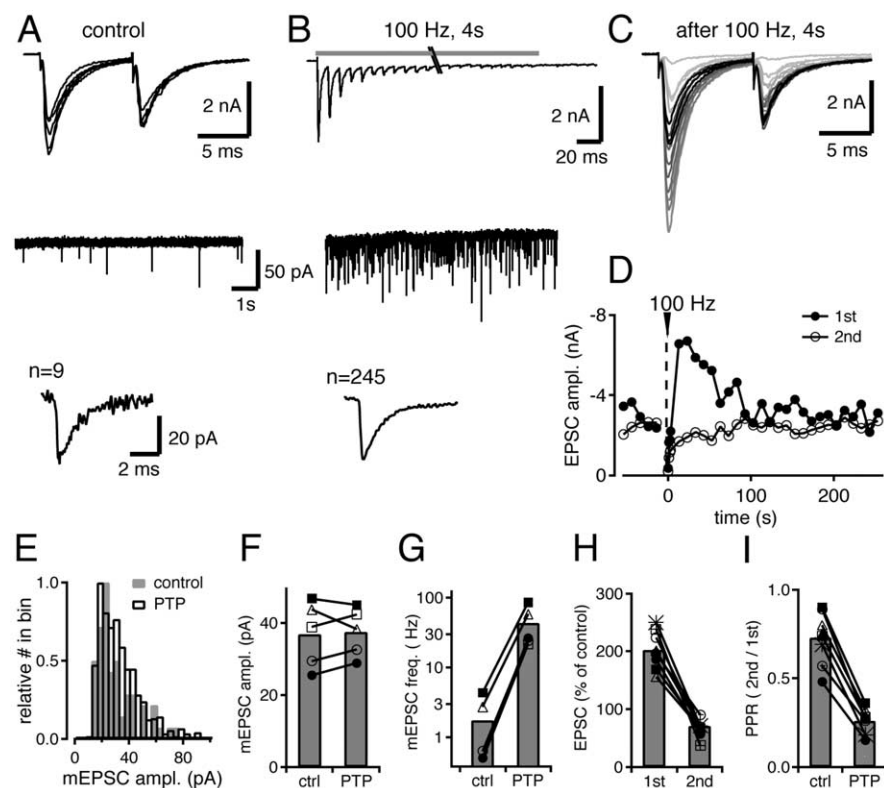 A
control
2 nA
5 ms
B
100 Hz, 4s
2 nA
20 ms
C
after 100 Hz, 4s
2 nA
5 ms
50 pA
1s
n=9
20 pA
2 ms
n=245
D
100 Hz
1st
2nd
EPSC ampl. (nA)
-8
-4
0
0 100 200
time (s)
E
control
PTP
relative # in bin
1.0
0.5
0.0
0 40 80
mEPSC ampl. (pA)
F
mEPSC ampl. (pA)
40
20
0
ctrl PTP
G
mEPSC freq. ( Hz)
100
30
10
3
1
ctrl PTP
H
EPSC (% of control)
300
200
100
0
1st 2nd
I
PPR ( 2nd / 1st)
1.0
0.5
0.0
ctrl PTP